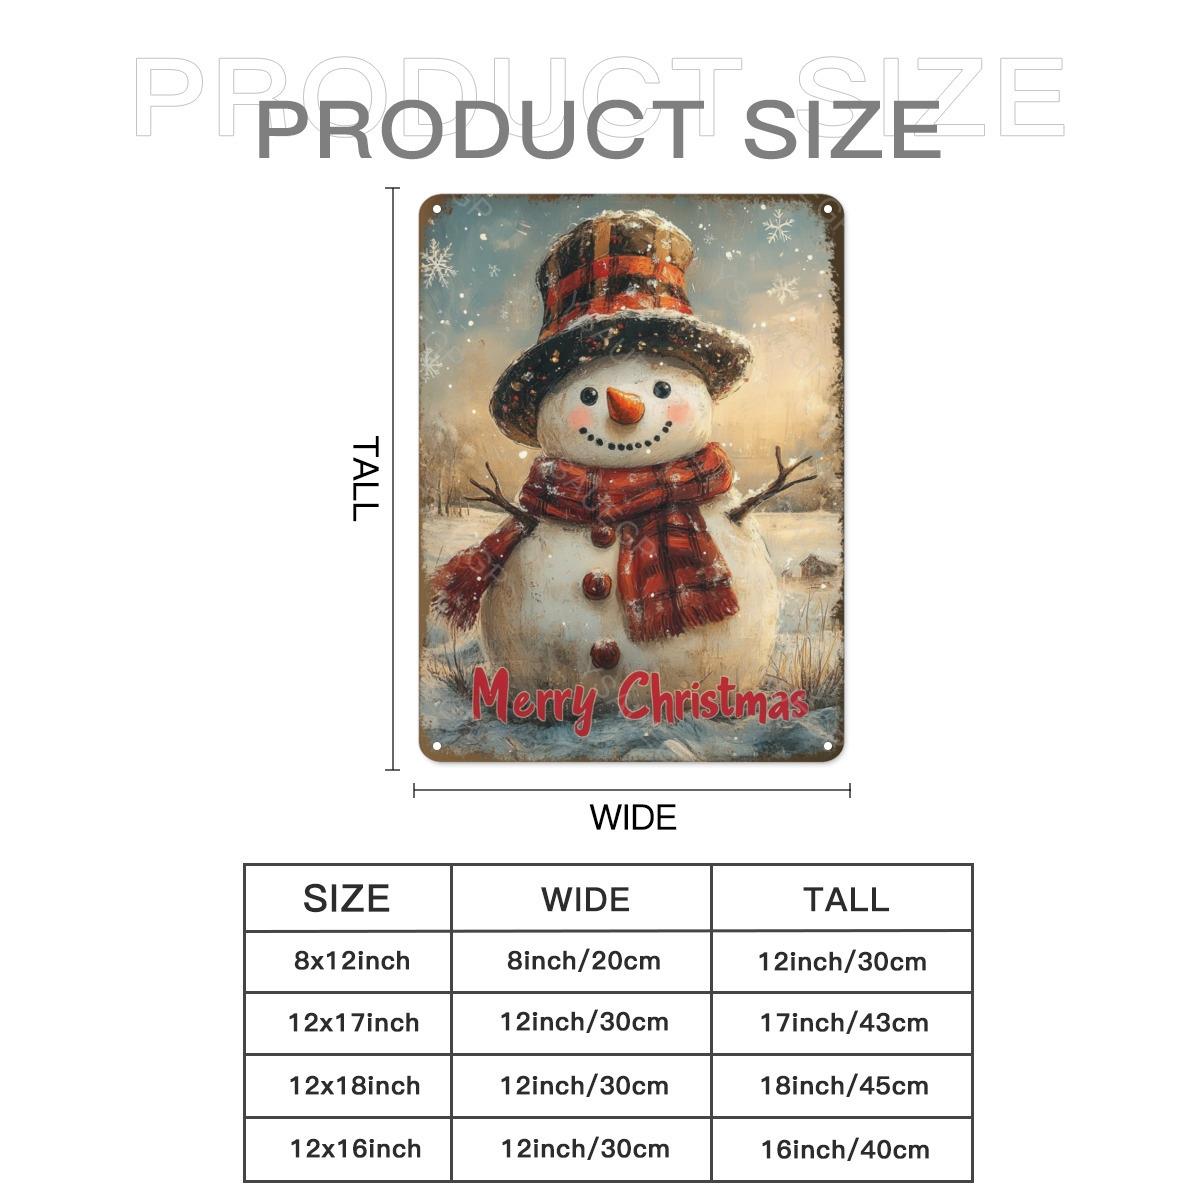 PRODUCT SIZE
PRODUCT SIZE
TALL
Merry Christmas
WIDE
SIZE WIDE TALL
8x12inch 8inch/20cm 12inch/30cm
12x17inch 12inch/30cm 17inch/43cm
12x18inch 12inch/30cm 18inch/45cm
12x16inch 12inch/30cm 16inch/40cm